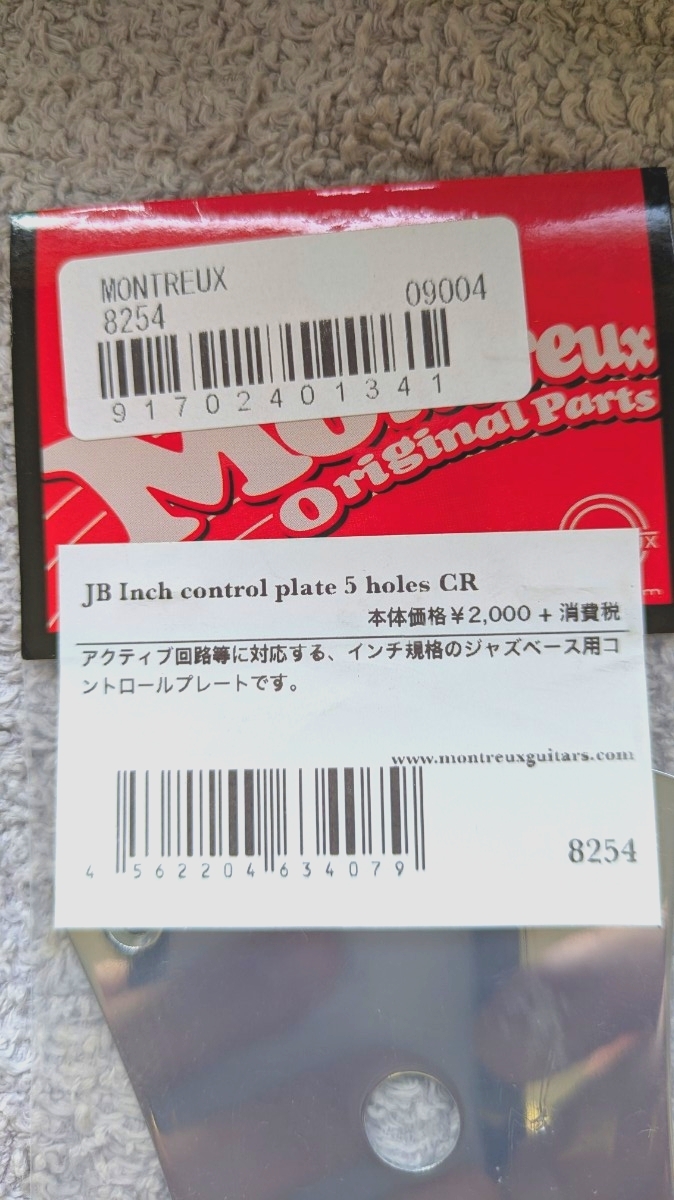 MONTREUX
8254
09004
91702401341
Montreux
Original Parts
JB Inch control plate 5 holes CR
本体価格￥2,000 + 消費税
アクティブ回路等に対応する、インチ規格のジャズベース用コ
ントロールプレートです。
www.montreuxguitars.com
4 562204 634079
8254